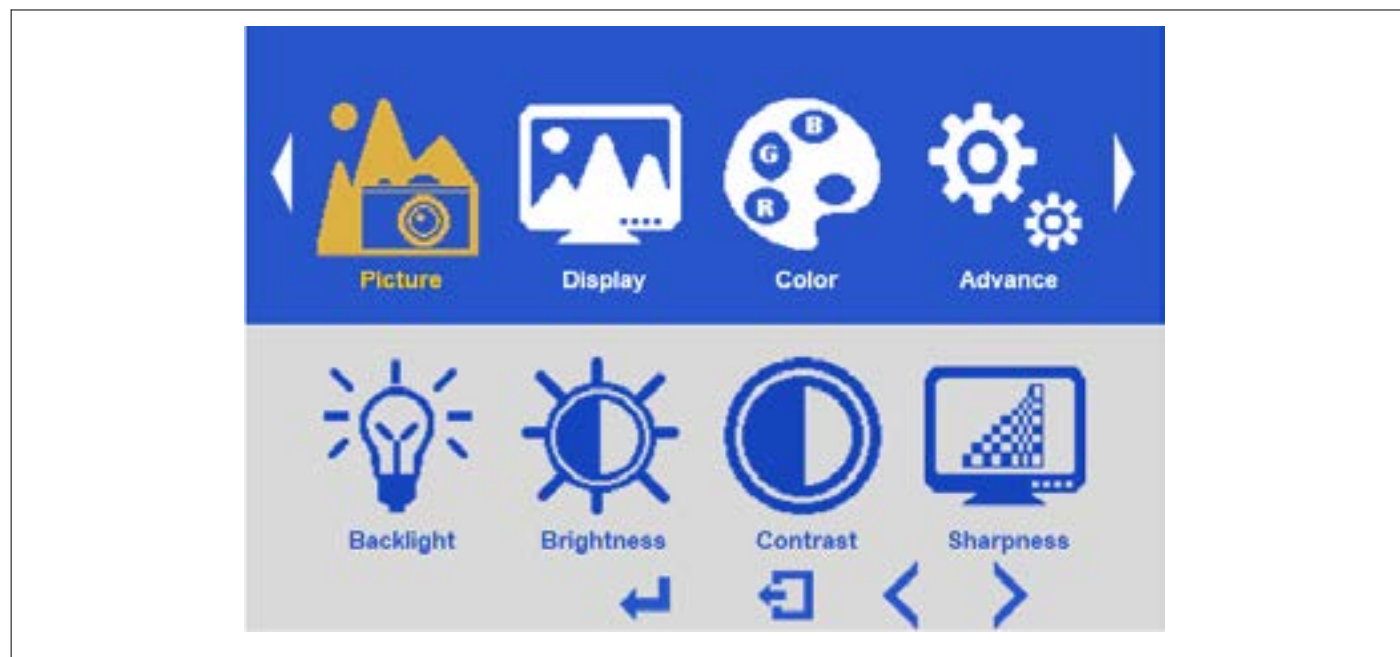 B
G
R
Picture Display Color Advance
Backlight Brightness Contrast Sharpness